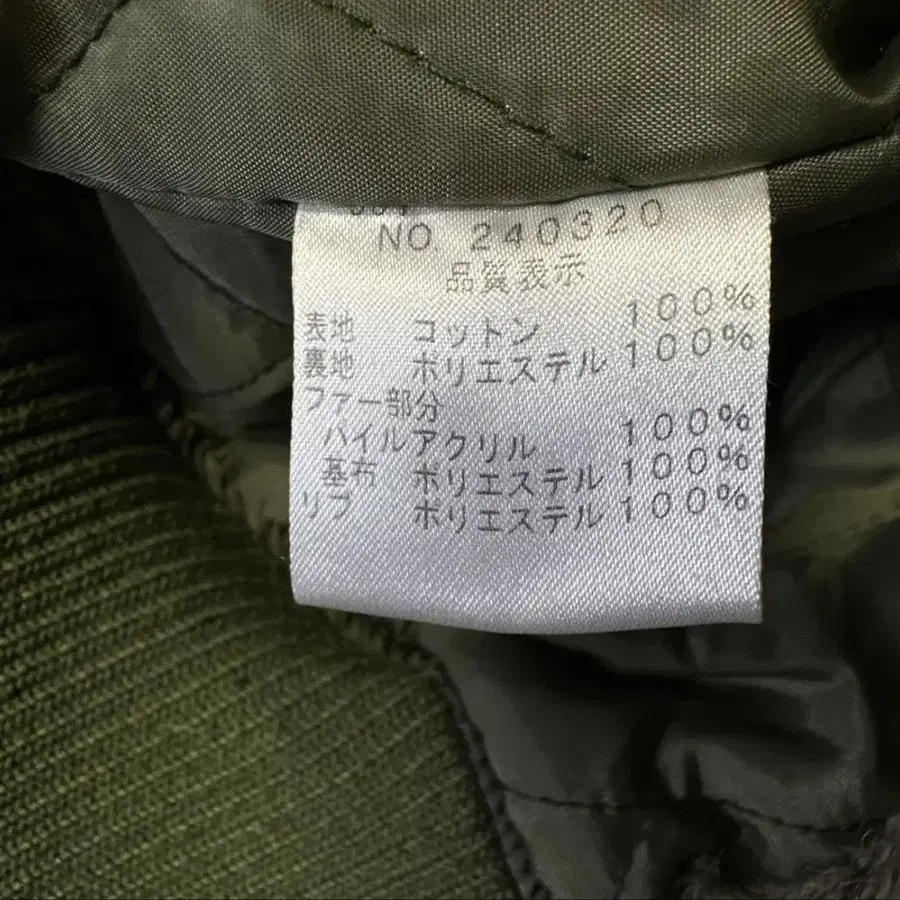 NO. 240320
品質表示
表地 コットン 100%
裏地 ポリエステル 100%
ファー部分
パイルアクリル 100%
基布 ポリエステル 100%
リブ ポリエステル 100%